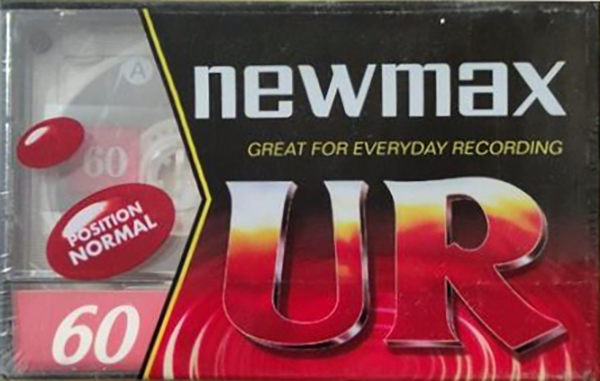 newmax
GREAT FOR EVERYDAY RECORDING
UR
A
60
POSITION
NORMAL
60